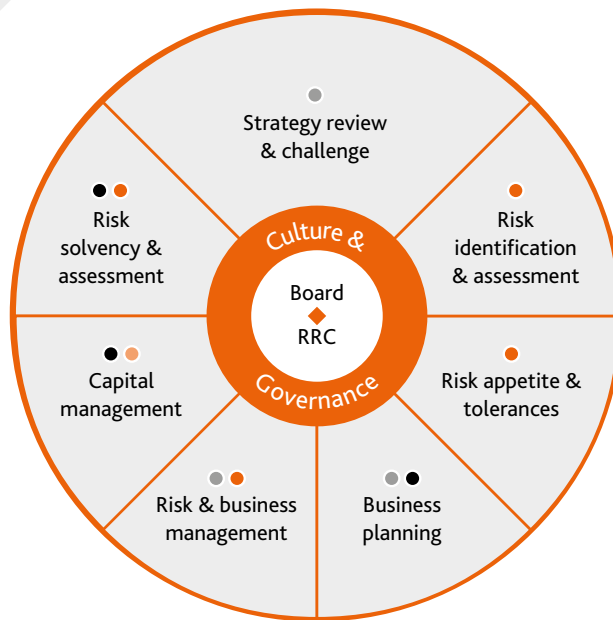 Strategy review
& challenge
Risk
identification
& assessment
Risk appetite &
tolerances
Business
planning
Risk & business
management
Capital
management
Risk
solvency &
assessment
Culture &
Board
RRC
Governance